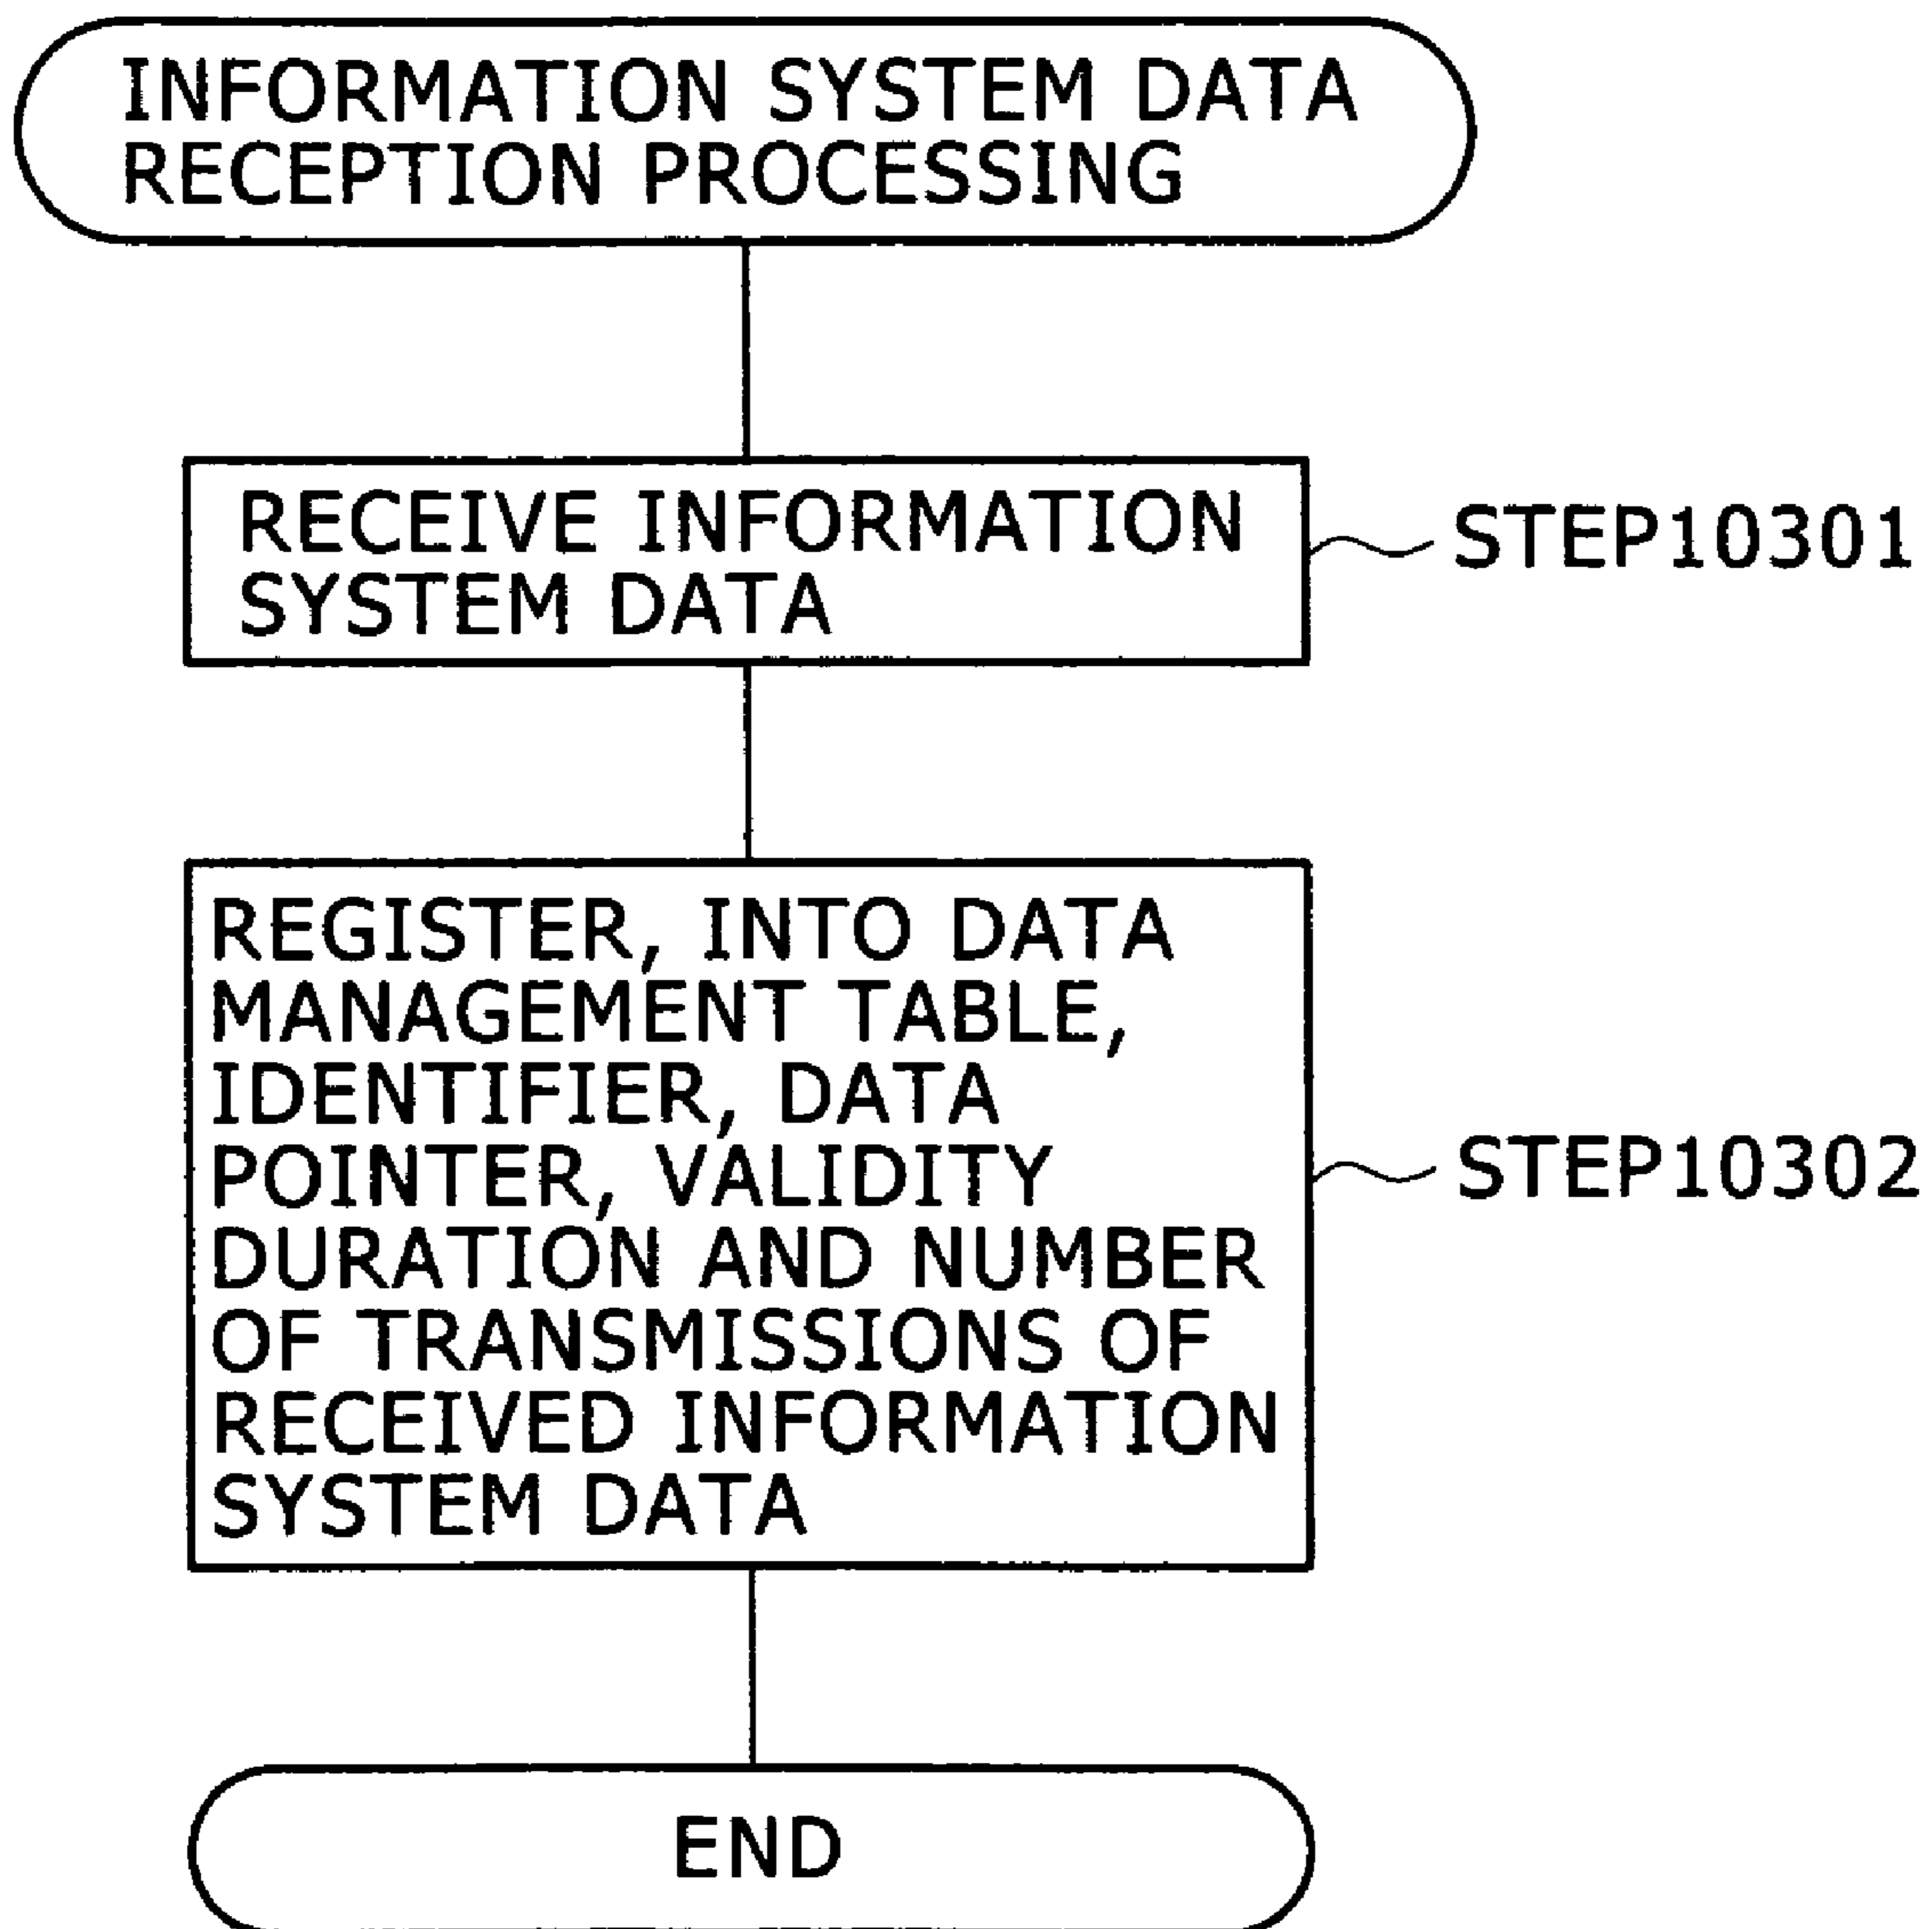 INFORMATION SYSTEM DATA
RECEPTION PROCESSING
RECEIVE INFORMATION
SYSTEM DATA
STEP10301
REGISTER, INTO DATA
MANAGEMENT TABLE,
IDENTIFIER, DATA
POINTER, VALIDITY
DURATION AND NUMBER
OF TRANSMISSIONS OF
RECEIVED INFORMATION
SYSTEM DATA
STEP10302
END